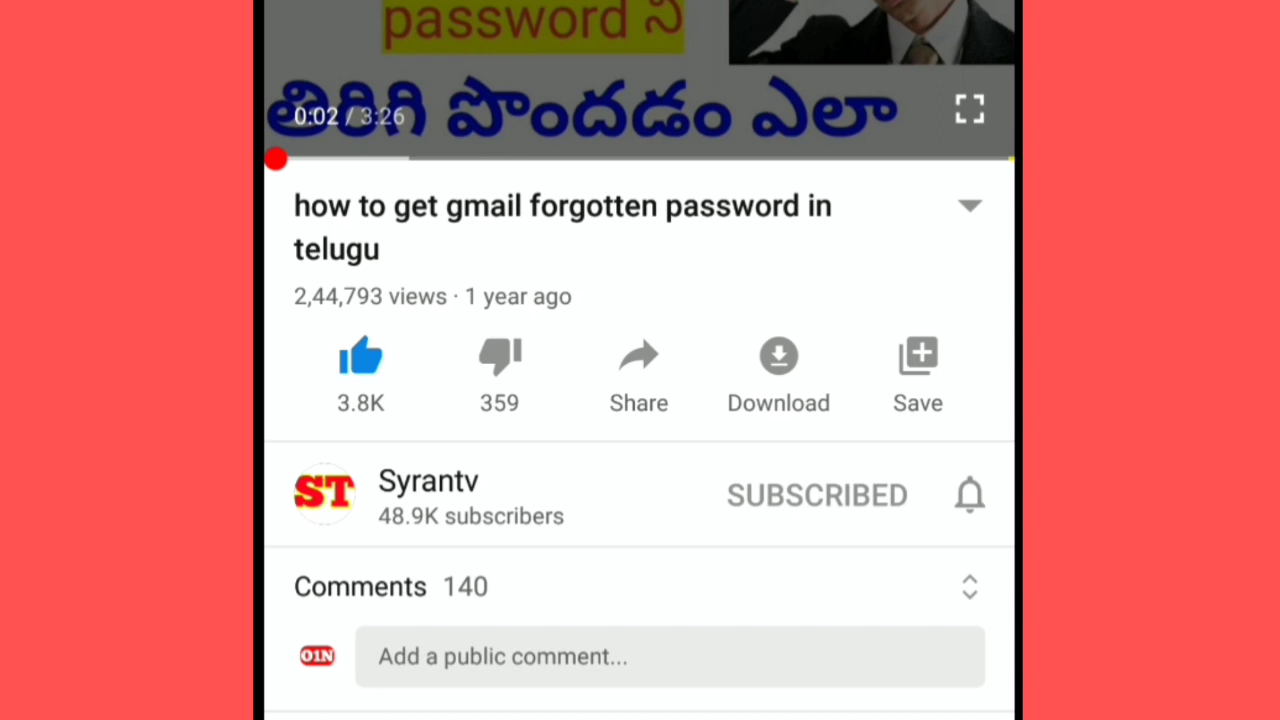 password ని
తిరిగి పొందడం ఎలా
0:02 / 3:26
how to get gmail forgotten password in
telugu
2,44,793 views · 1 year ago
3.8K 359 Share Download Save
ST
Syrantv
SUBSCRIBED
48.9K subscribers
Comments 140
O1N
Add a public comment...